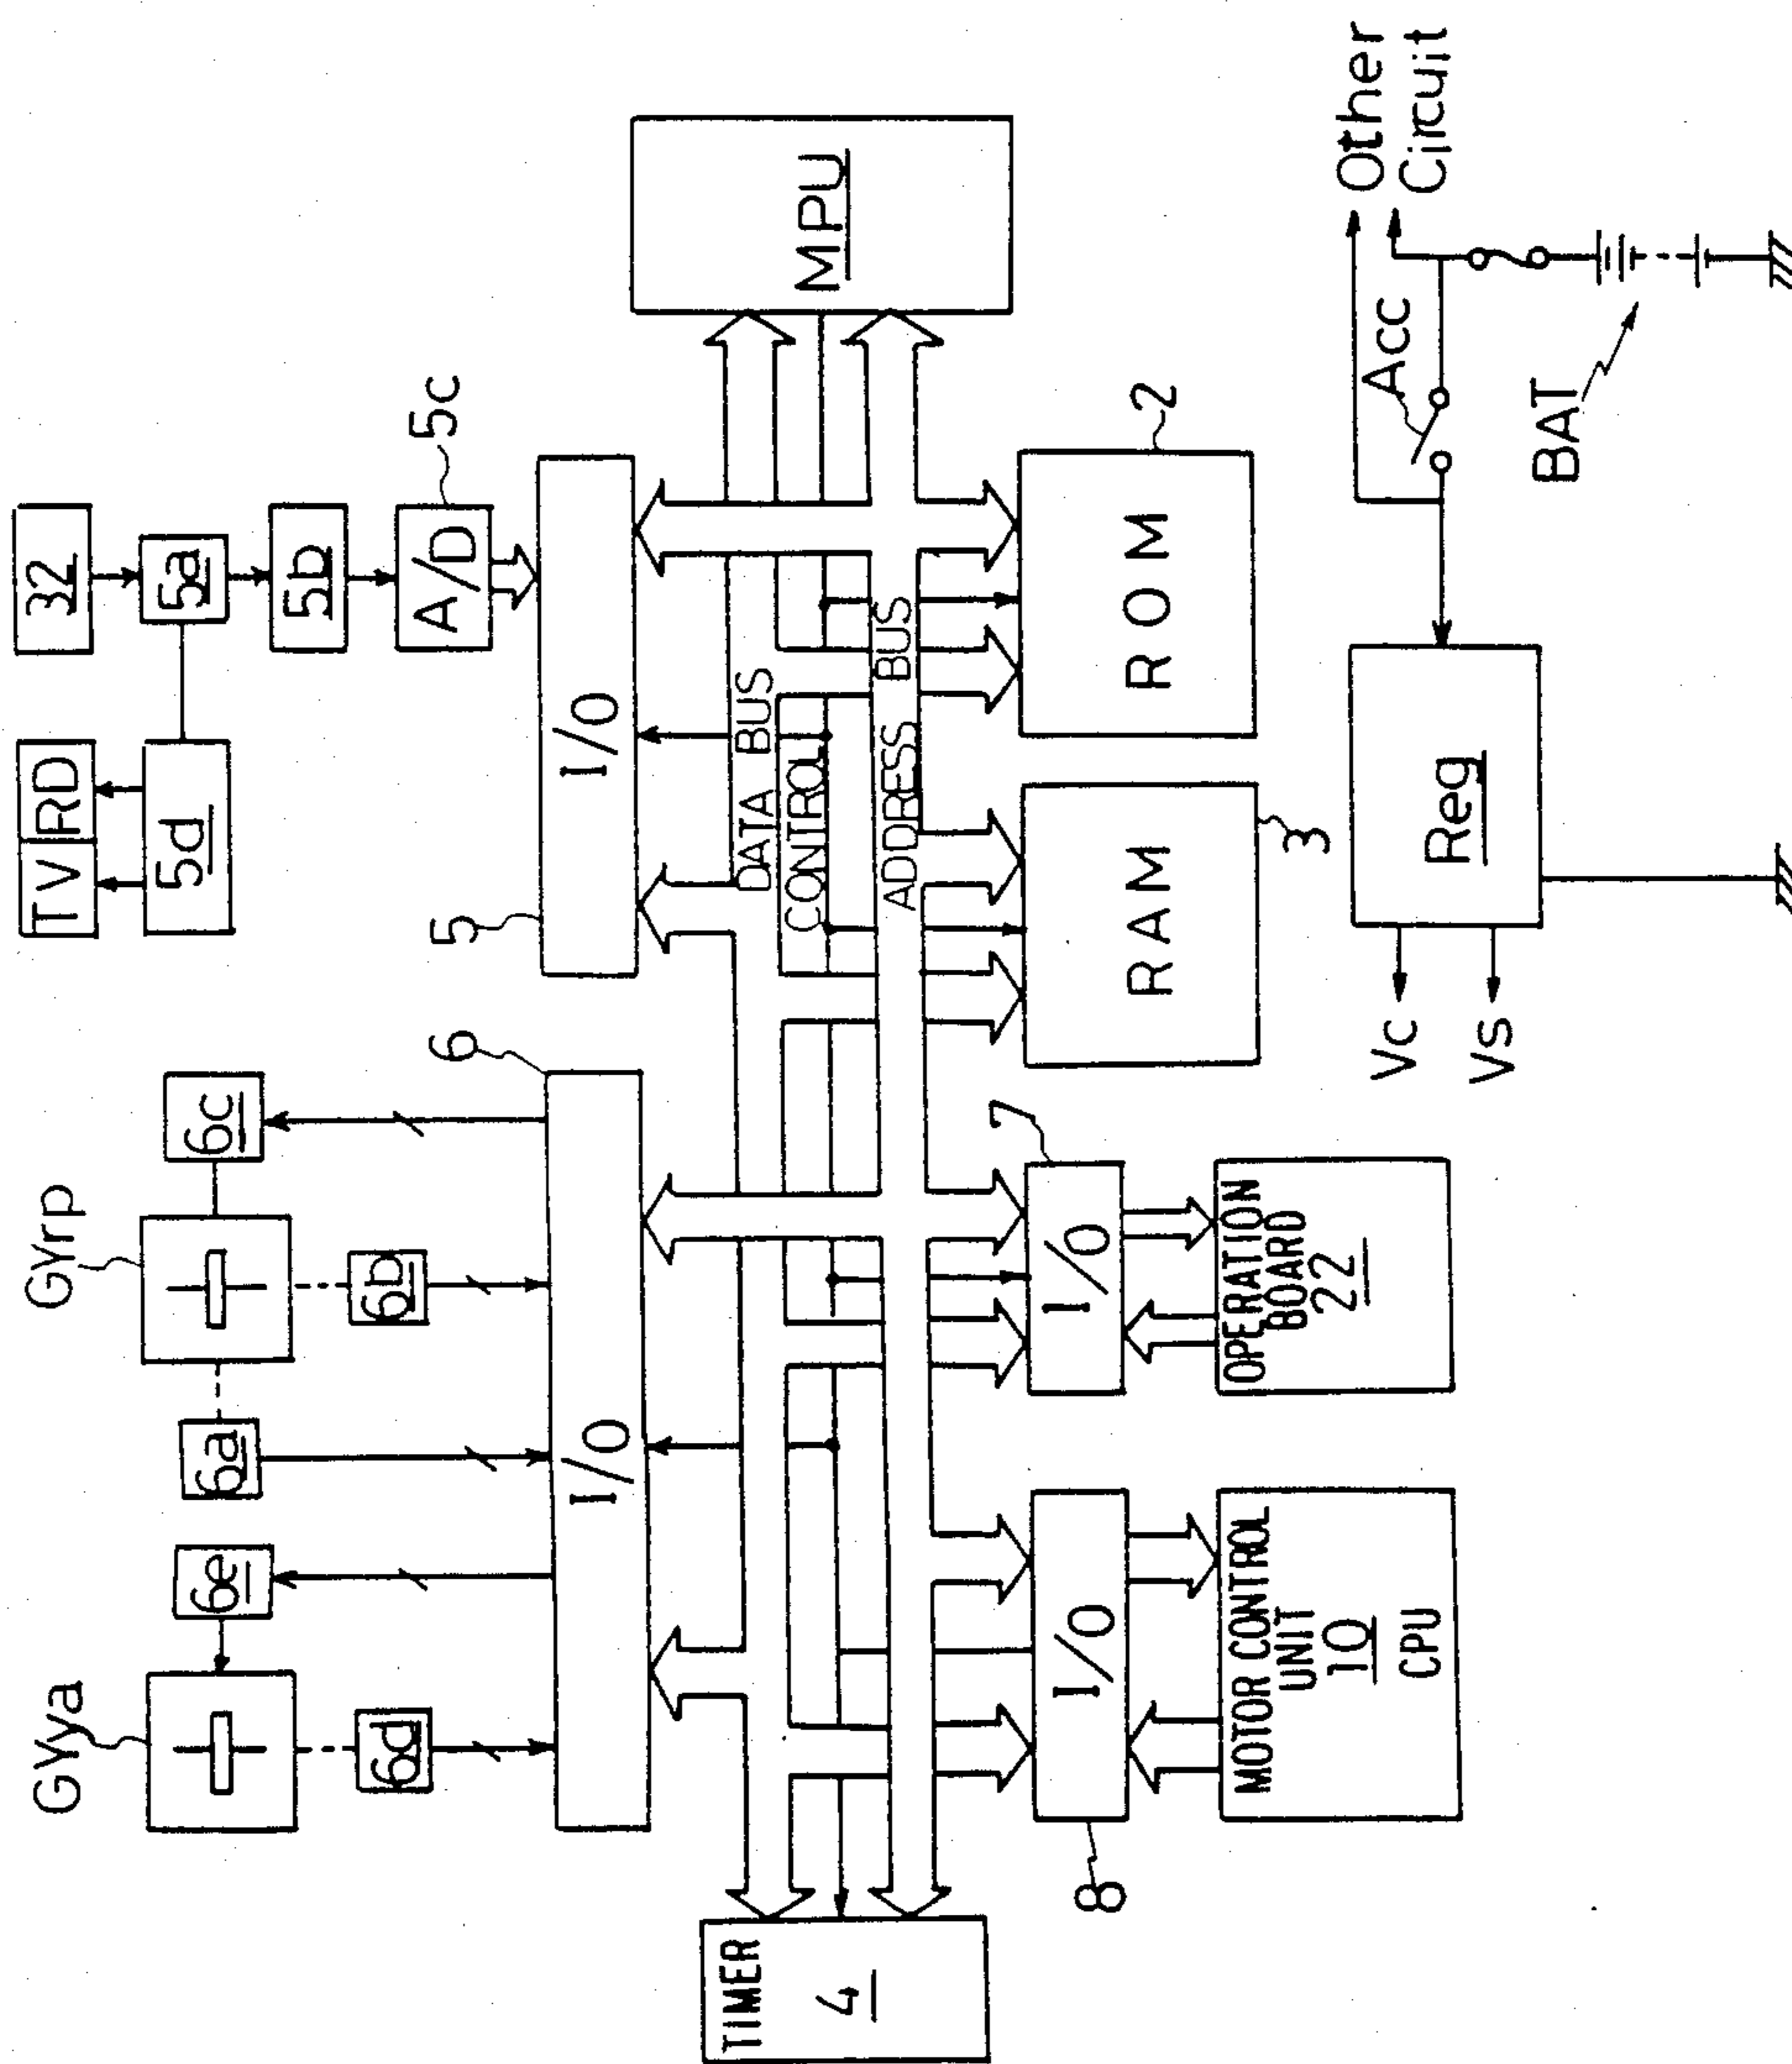 GYya
GYrp
TV
RD
32
6e
6a
6c
5d
5a
6d
6b
5b
A/D
5c
6
5
I/O
I/O
TIMER
4
DATA BUS
CONTROL
ADDRESS BUS
MPU
8
I/O
I/O
7
RAM
3
ROM
2
MOTOR CONTROL
UNIT
10
CPU
OPERATION
BOARD
22
Vc
Vs
Reg
Acc
BAT
Other
Circuit